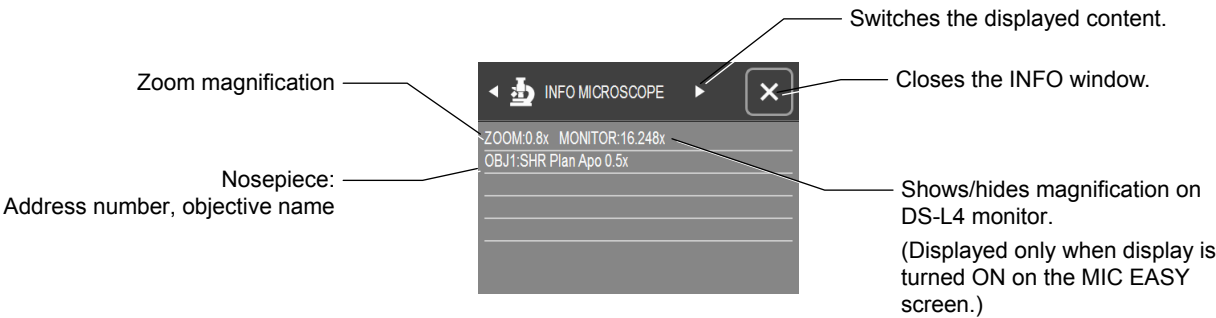 Switches the displayed content.
Zoom magnification
INFO MICROSCOPE
Closes the INFO window.
ZOOM:0.8x MONITOR:16.248x
OBJ1:SHR Plan Apo 0.5x
Nosepiece:
Address number, objective name
Shows/hides magnification on
DS-L4 monitor.
(Displayed only when display is
turned ON on the MIC EASY
screen.)